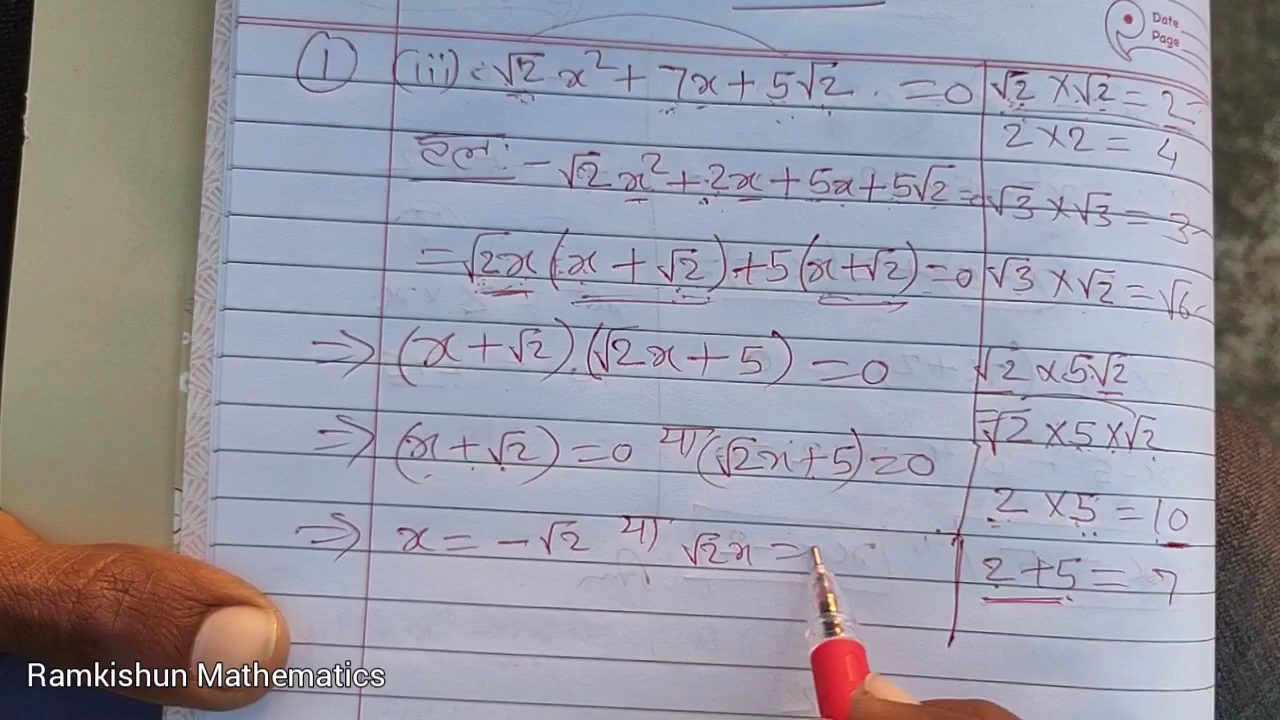 Date
Page
① (iii) :- √2 x² + 7x + 5√2 . = 0
हल: - √2 x² + 2x + 5x + 5√2 =
= √2x (x + √2) + 5(x + √2) = 0
⇒ (x + √2).(√2x + 5) = 0
⇒ (x + √2) = 0 या (√2x + 5) = 0
⇒ x = - √2 या √2x =
√2 × √2 = 2
2 × 2 = 4
√3 × √3 = 3
√3 × √2 = √6
√2 × 5√2
= √2 × 5 × √2
2 × 5 = 10
2 + 5 = 7
Ramkishun Mathematics